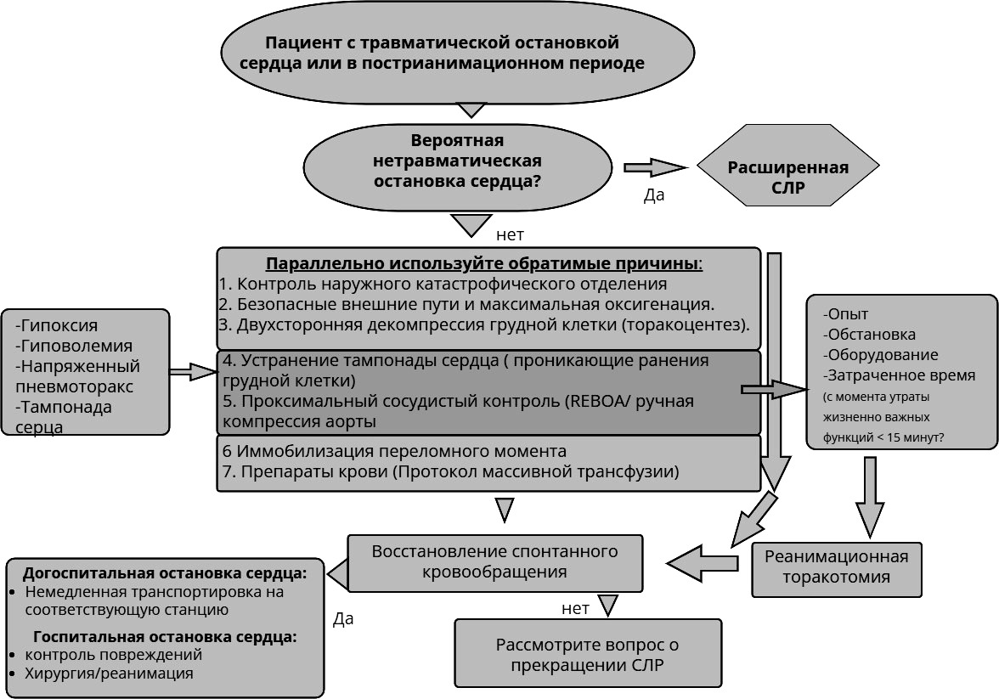 Пациент с травматической остановкой
сердца или в постриaнимационном периоде
Вероятная
нетравматическая
остановка сердца?
Да
Расширенная
СЛР
нет
Параллельно используйте обратимые причины:
1. Контроль наружного катастрофического отделения
2. Безопасные внешние пути и максимальная оксигенация.
3. Двухсторонняя декомпрессия грудной клетки (торакоцентез).
4. Устранение тампонады сердца ( проникающие ранения
грудной клетки)
5. Проксимальный сосудистый контроль (REBOA/ ручная
компрессия аорты
6 Иммобилизация переломного момента
7. Препараты крови (Протокол массивной трансфузии)
-Гипоксия
-Гиповолемия
-Напряженный
пневмоторакс
-Тампонада
серца
-Опыт
-Обстановка
-Оборудование
-Затраченное время
(с момента утраты
жизненно важных
функций < 15 минут?
Реанимационная
торакотомия
Восстановление спонтанного
кровообращения
Да
нет
Догоспитальная остановка сердца:
• Немедленная транспортировка на
соответствующую станцию
Госпитальная остановка сердца:
• контроль повреждений
• Хирургия/реанимация
Рассмотрите вопрос о
прекращении СЛР